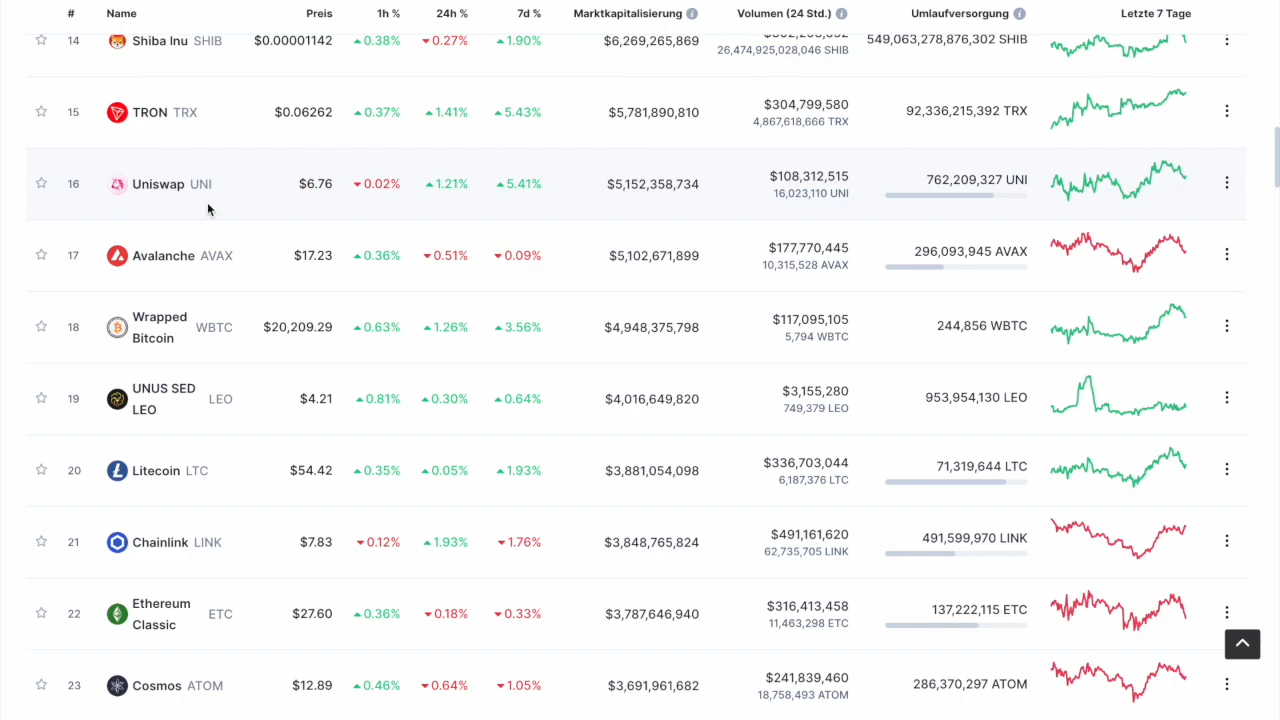 # Name Preis 1h % 24h % 7d % Marktkapitalisierung Volumen (24 Std.) Umlaufversorgung Letzte 7 Tage
14 Shiba Inu SHIB $0.00001142 0.38% 0.27% 1.90% $6,269,265,869 549,063,278,876,302 SHIB
26,474,925,028,046 SHIB
15 TRON TRX $0.06262 0.37% 1.41% 5.43% $5,781,890,810 $304,799,580 92,336,215,392 TRX
4,867,618,666 TRX
16 Uniswap UNI $6.76 0.02% 1.21% 5.41% $5,152,358,734 $108,312,515 762,209,327 UNI
16,023,110 UNI
17 Avalanche AVAX $17.23 0.36% 0.51% 0.09% $5,102,671,899 $177,770,445 296,093,945 AVAX
10,315,528 AVAX
18 Wrapped Bitcoin WBTC $20,209.29 0.63% 1.26% 3.56% $4,948,375,798 $117,095,105 244,856 WBTC
5,794 WBTC
19 UNUS SED LEO LEO $4.21 0.81% 0.30% 0.64% $4,016,649,820 $3,155,280 953,954,130 LEO
749,379 LEO
20 Litecoin LTC $54.42 0.35% 0.05% 1.93% $3,881,054,098 $336,703,044 71,319,644 LTC
6,187,376 LTC
21 Chainlink LINK $7.83 0.12% 1.93% 1.76% $3,848,765,824 $491,161,620 491,599,970 LINK
62,735,705 LINK
22 Ethereum Classic ETC $27.60 0.36% 0.18% 0.33% $3,787,646,940 $316,413,458 137,222,115 ETC
11,463,298 ETC
23 Cosmos ATOM $12.89 0.46% 0.64% 1.05% $3,691,961,682 $241,839,460 286,370,297 ATOM
18,758,493 ATOM